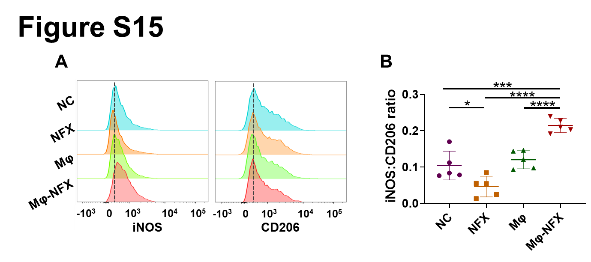 Figure S15
A
NC
NFX
Mφ
Mφ-NFX
-10³ 0 10³ 10⁴ 10⁵
iNOS
-10³ 0 10³ 10⁴ 10⁵
CD206
B
iNOS:CD206 ratio
0.3
0.2
0.1
0.0
***
****
* ****
NC NFX Mφ Mφ-NFX